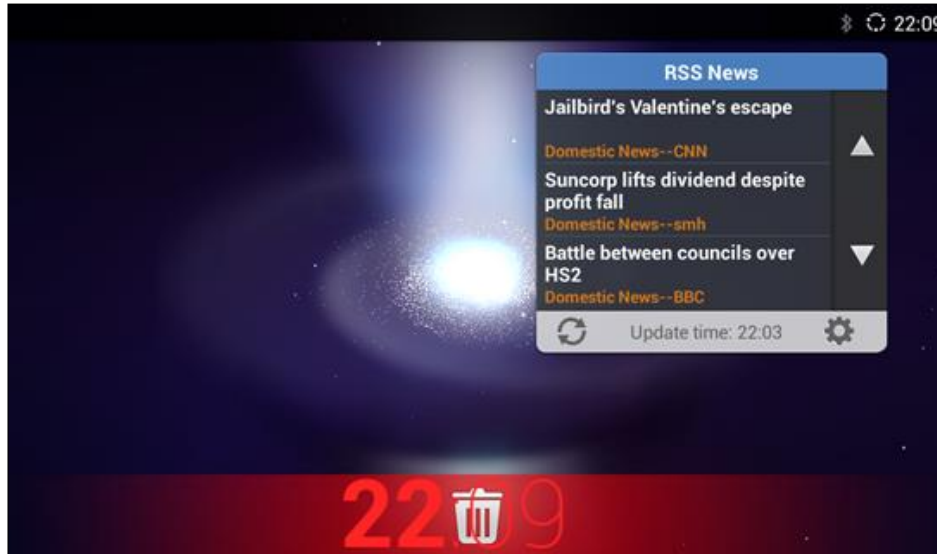 22:09
RSS News
Jailbird's Valentine's escape
Domestic News--CNN
Suncorp lifts dividend despite
profit fall
Domestic News--smh
Battle between councils over
HS2
Domestic News--BBC
Update time: 22:03
22:09